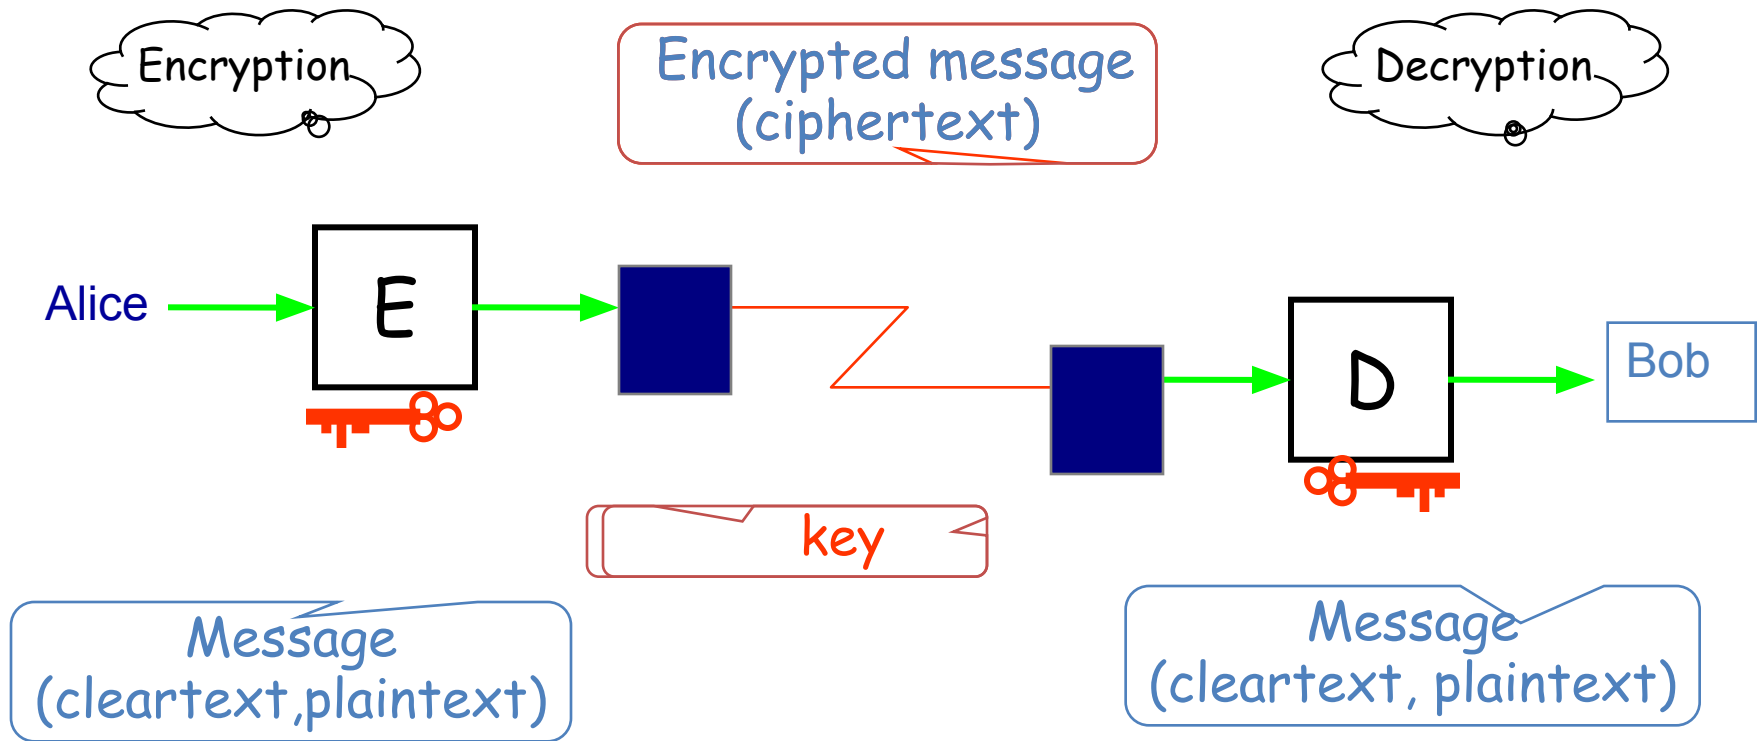 Encryption
Encrypted message
(ciphertext)
Decryption
Alice
E
D
Bob
key
Message
(cleartext,plaintext)
Message
(cleartext, plaintext)